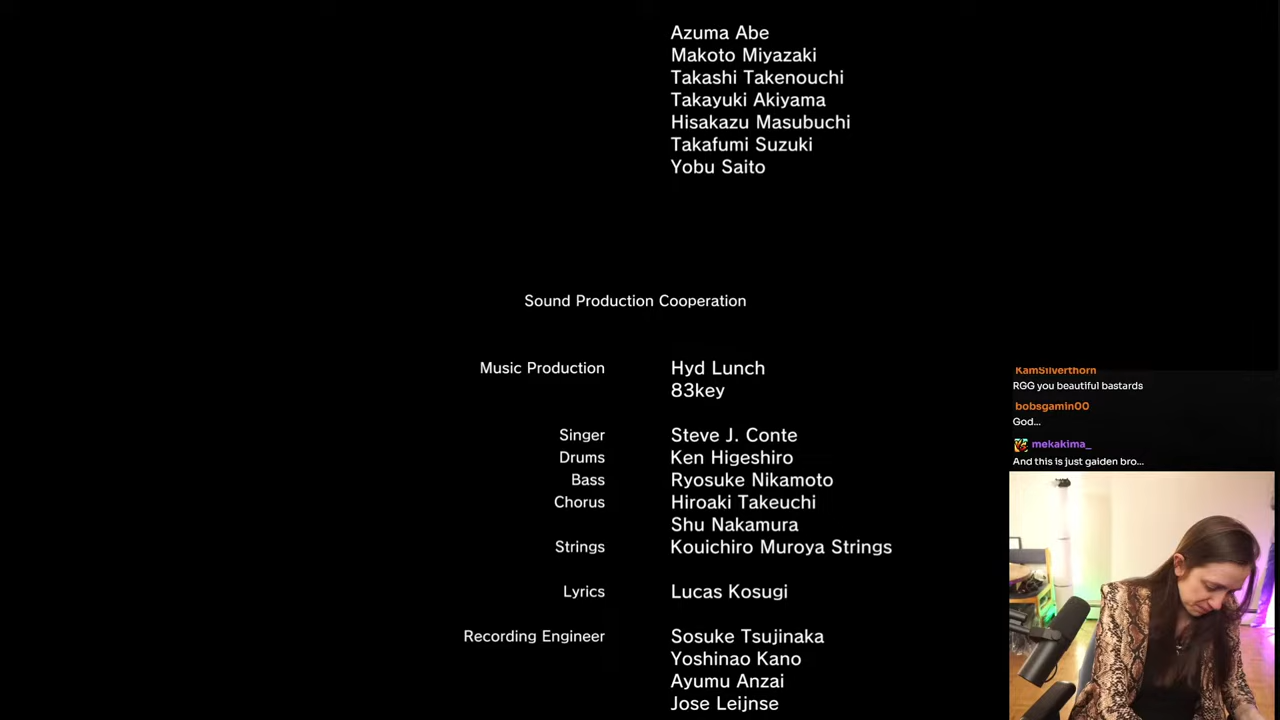 Azuma Abe
Makoto Miyazaki
Takashi Takenouchi
Takayuki Akiyama
Hisakazu Masubuchi
Takafumi Suzuki
Yobu Saito
Sound Production Cooperation
Music Production Hyd Lunch
83key
Singer Steve J. Conte
Drums Ken Higeshiro
Bass Ryosuke Nikamoto
Chorus Hiroaki Takeuchi
Shu Nakamura
Strings Kouichiro Muroya Strings
Lyrics Lucas Kosugi
Recording Engineer Sosuke Tsujinaka
Yoshinao Kano
Ayumu Anzai
Jose Leijnse
KamSilverthorn
RGG you beautiful bastards
bobsgamin00
God...
mekakima_
And this is just gaiden bro...